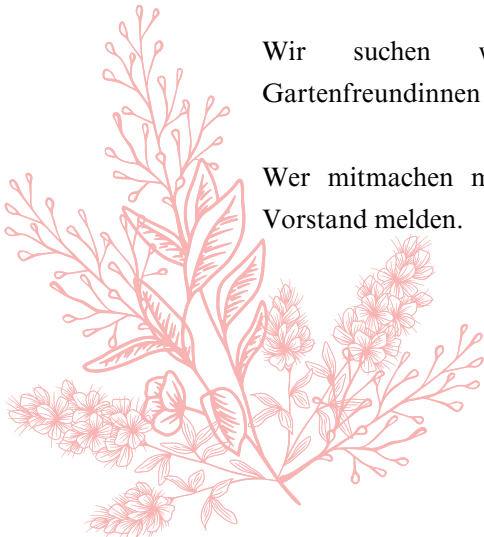 Wir suchen
Gartenfreundinnen
Wer mitmachen
Vorstand melden.